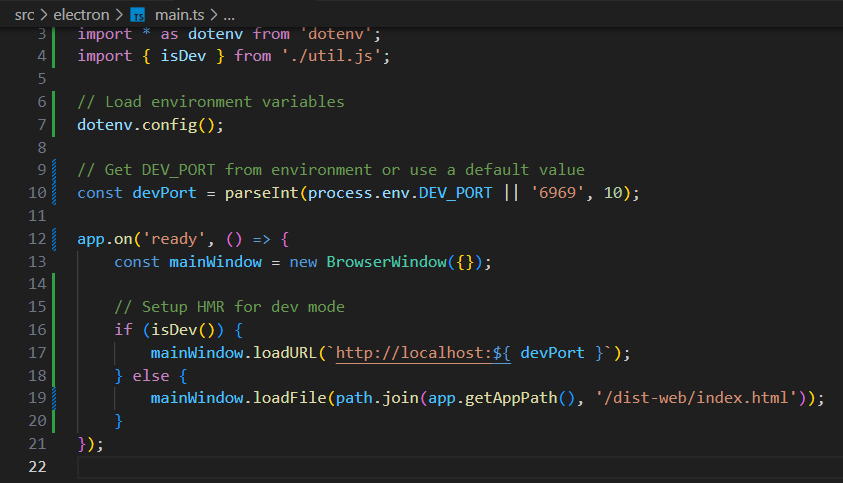 src > electron > TS main.ts > ...
3 import * as dotenv from 'dotenv';
4 import { isDev } from './util.js';
5
6 // Load environment variables
7 dotenv.config();
8
9 // Get DEV_PORT from environment or use a default value
10 const devPort = parseInt(process.env.DEV_PORT || '6969', 10);
11
12 app.on('ready', () => {
13     const mainWindow = new BrowserWindow({});
14
15     // Setup HMR for dev mode
16     if (isDev()) {
17         mainWindow.loadURL(`http://localhost:${ devPort }`);
18     } else {
19         mainWindow.loadFile(path.join(app.getAppPath(), '/dist-web/index.html'));
20     }
21 });
22